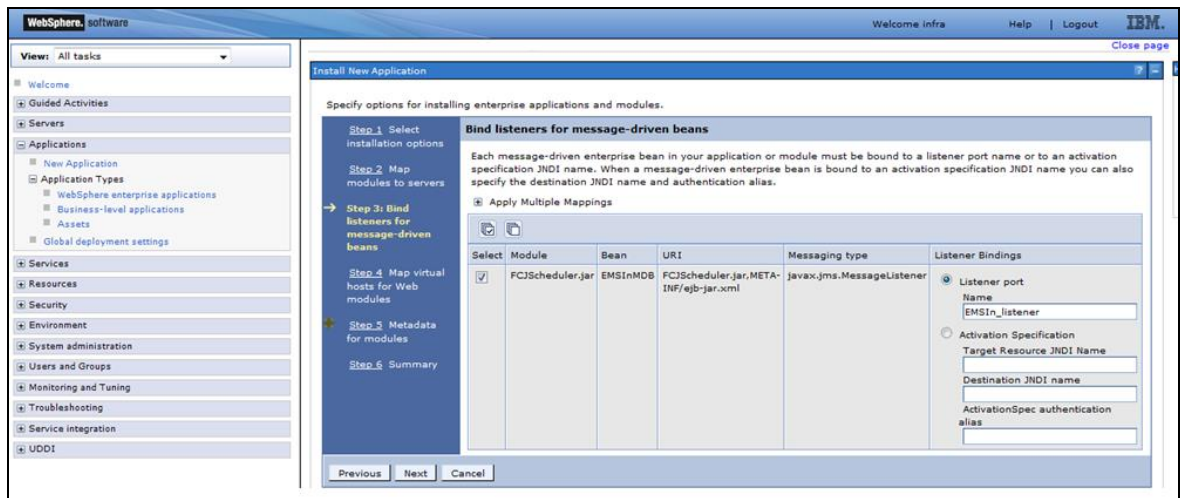 WebSphere. software
Welcome infra
Help | Logout
IBM.
View: All tasks
Close page
Welcome
Guided Activities
Servers
Applications
New Application
Application Types
WebSphere enterprise applications
Business-level applications
Assets
Global deployment settings
Services
Resources
Security
Environment
System administration
Users and Groups
Monitoring and Tuning
Troubleshooting
Service integration
UDDI
Install New Application
? –
Specify options for installing enterprise applications and modules.
Step 1 Select
installation options
Step 2 Map
modules to servers
Step 3: Bind
listeners for
message-driven
beans
Step 4 Map virtual
hosts for Web
modules
Step 5 Metadata
for modules
Step 6 Summary
Bind listeners for message-driven beans
Each message-driven enterprise bean in your application or module must be bound to a listener port name or to an activation
specification JNDI name. When a message-driven enterprise bean is bound to an activation specification JNDI name you can also
specify the destination JNDI name and authentication alias.
Apply Multiple Mappings
Select Module Bean URI Messaging type Listener Bindings
FCJScheduler.jar EMSInMDB FCJScheduler.jar,META-
INF/ejb-jar.xml
javax.jms.MessageListener
Listener port
Name
EMSIn_listener
Activation Specification
Target Resource JNDI Name
Destination JNDI name
ActivationSpec authentication
alias
Previous Next Cancel